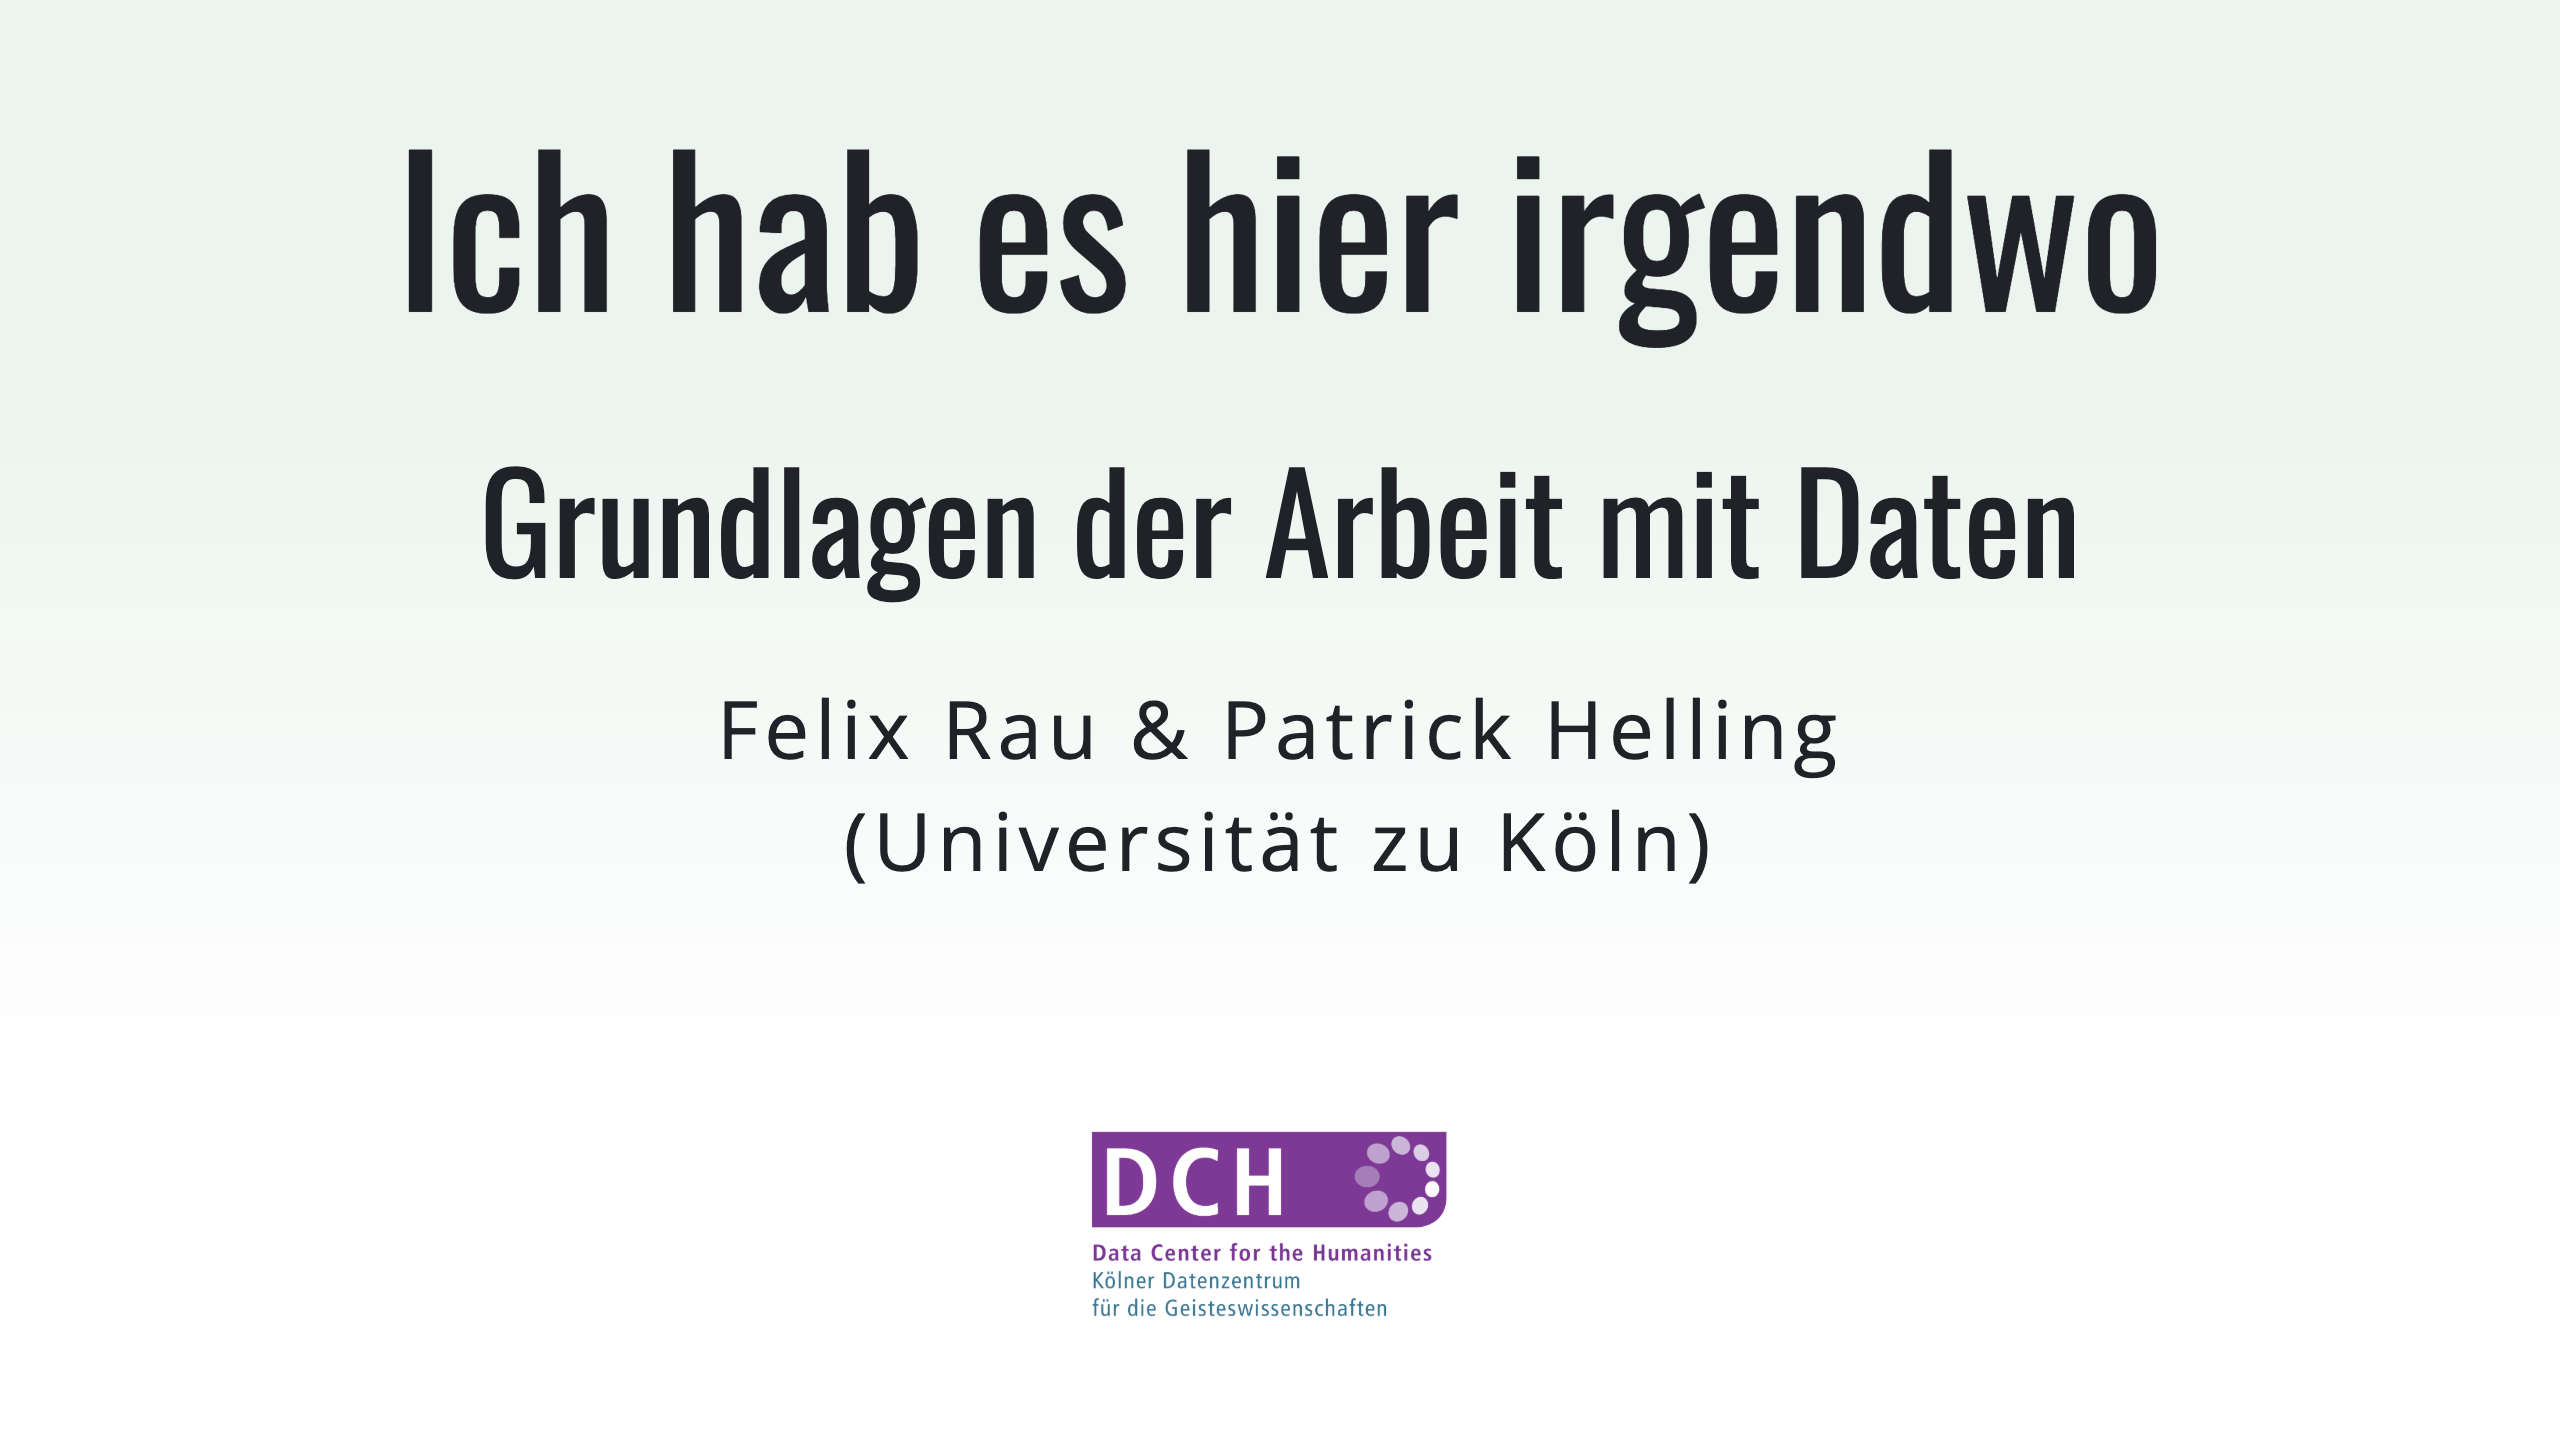 Ich hab es hier irgendwo
Grundlagen der Arbeit mit Daten
Felix Rau & Patrick Helling
(Universität zu Köln)
DCH
Data Center for the Humanities
Kölner Datenzentrum
für die Geisteswissenschaften